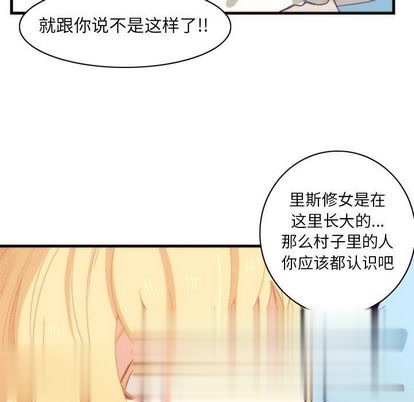 就跟你说不是这样了!!
里斯修女是在
这里长大的...
那么村子里的人
你应该都认识吧